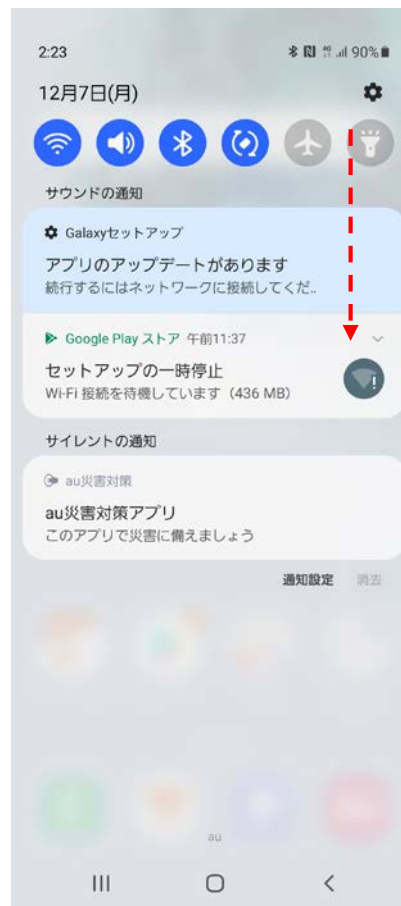 2:23 4G 90%
12月7日(月)
サウンドの通知
Galaxyセットアップ
アプリのアップデートがあります
続行するにはネットワークに接続してくだ..
Google Play ストア 午前11:37
セットアップの一時停止
Wi-Fi 接続を待機しています（436 MB）
サイレントの通知
au災害対策
au災害対策アプリ
このアプリで災害に備えましょう
通知設定 消去
au